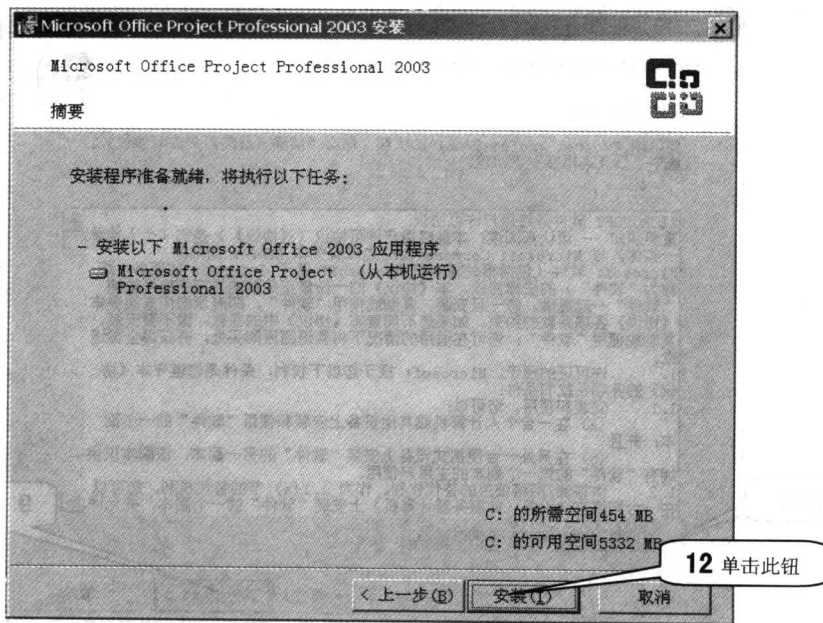 Microsoft Office Project Professional 2003 安装
Microsoft Office Project Professional 2003
摘要
安装程序准备就绪，将执行以下任务：
- 安装以下 Microsoft Office 2003 应用程序
Microsoft Office Project （从本机运行）
Professional 2003
C: 的所需空间454 MB
C: 的可用空间5332 MB
12 单击此钮
< 上一步(B)
安装(I)
取消